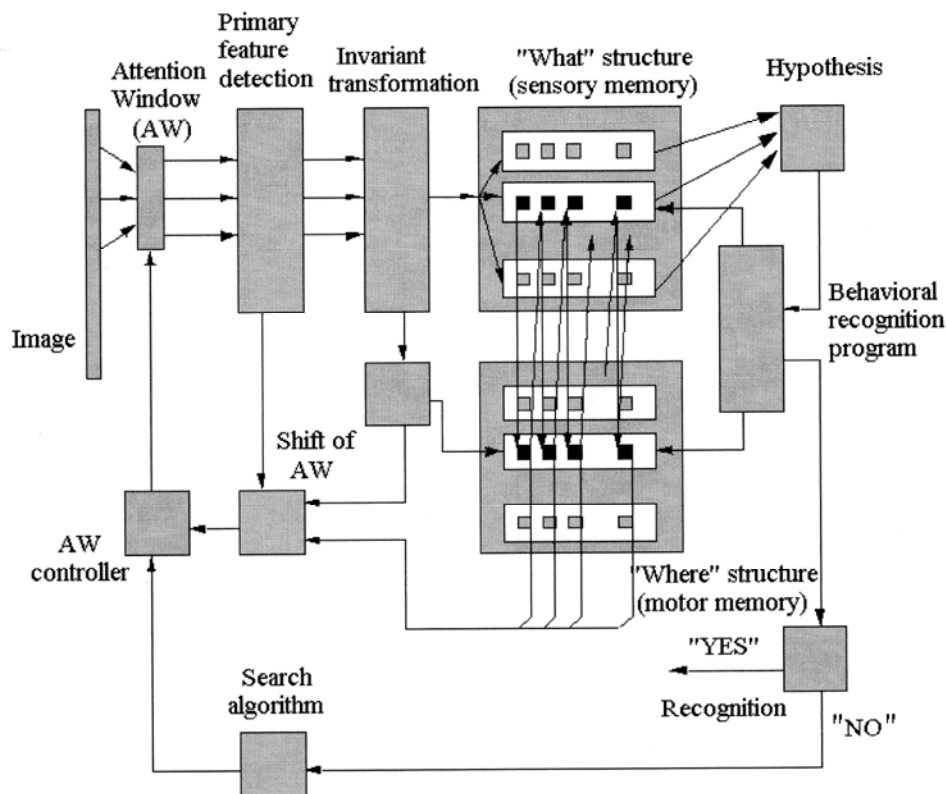 Primary
feature
detection
Attention
Window
(AW)
Invariant
transformation
"What" structure
(sensory memory)
Hypothesis
Image
Behavioral
recognition
program
Shift of
AW
AW
controller
"Where" structure
(motor memory)
"YES"
Recognition
"NO"
Search
algorithm